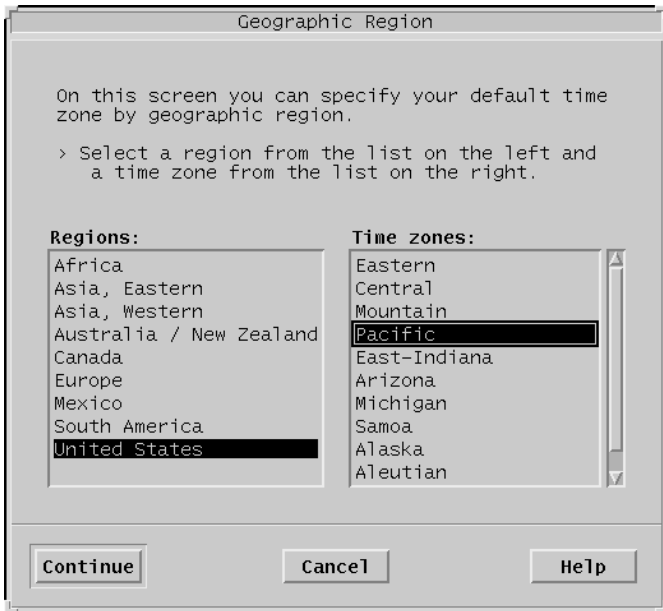 Geographic Region
On this screen you can specify your default time
zone by geographic region.
> Select a region from the list on the left and
a time zone from the list on the right.
Regions:
Africa
Asia, Eastern
Asia, Western
Australia / New Zealand
Canada
Europe
Mexico
South America
United States
Time zones:
Eastern
Central
Mountain
Pacific
East-Indiana
Arizona
Michigan
Samoa
Alaska
Aleutian
Continue
Cancel
Help